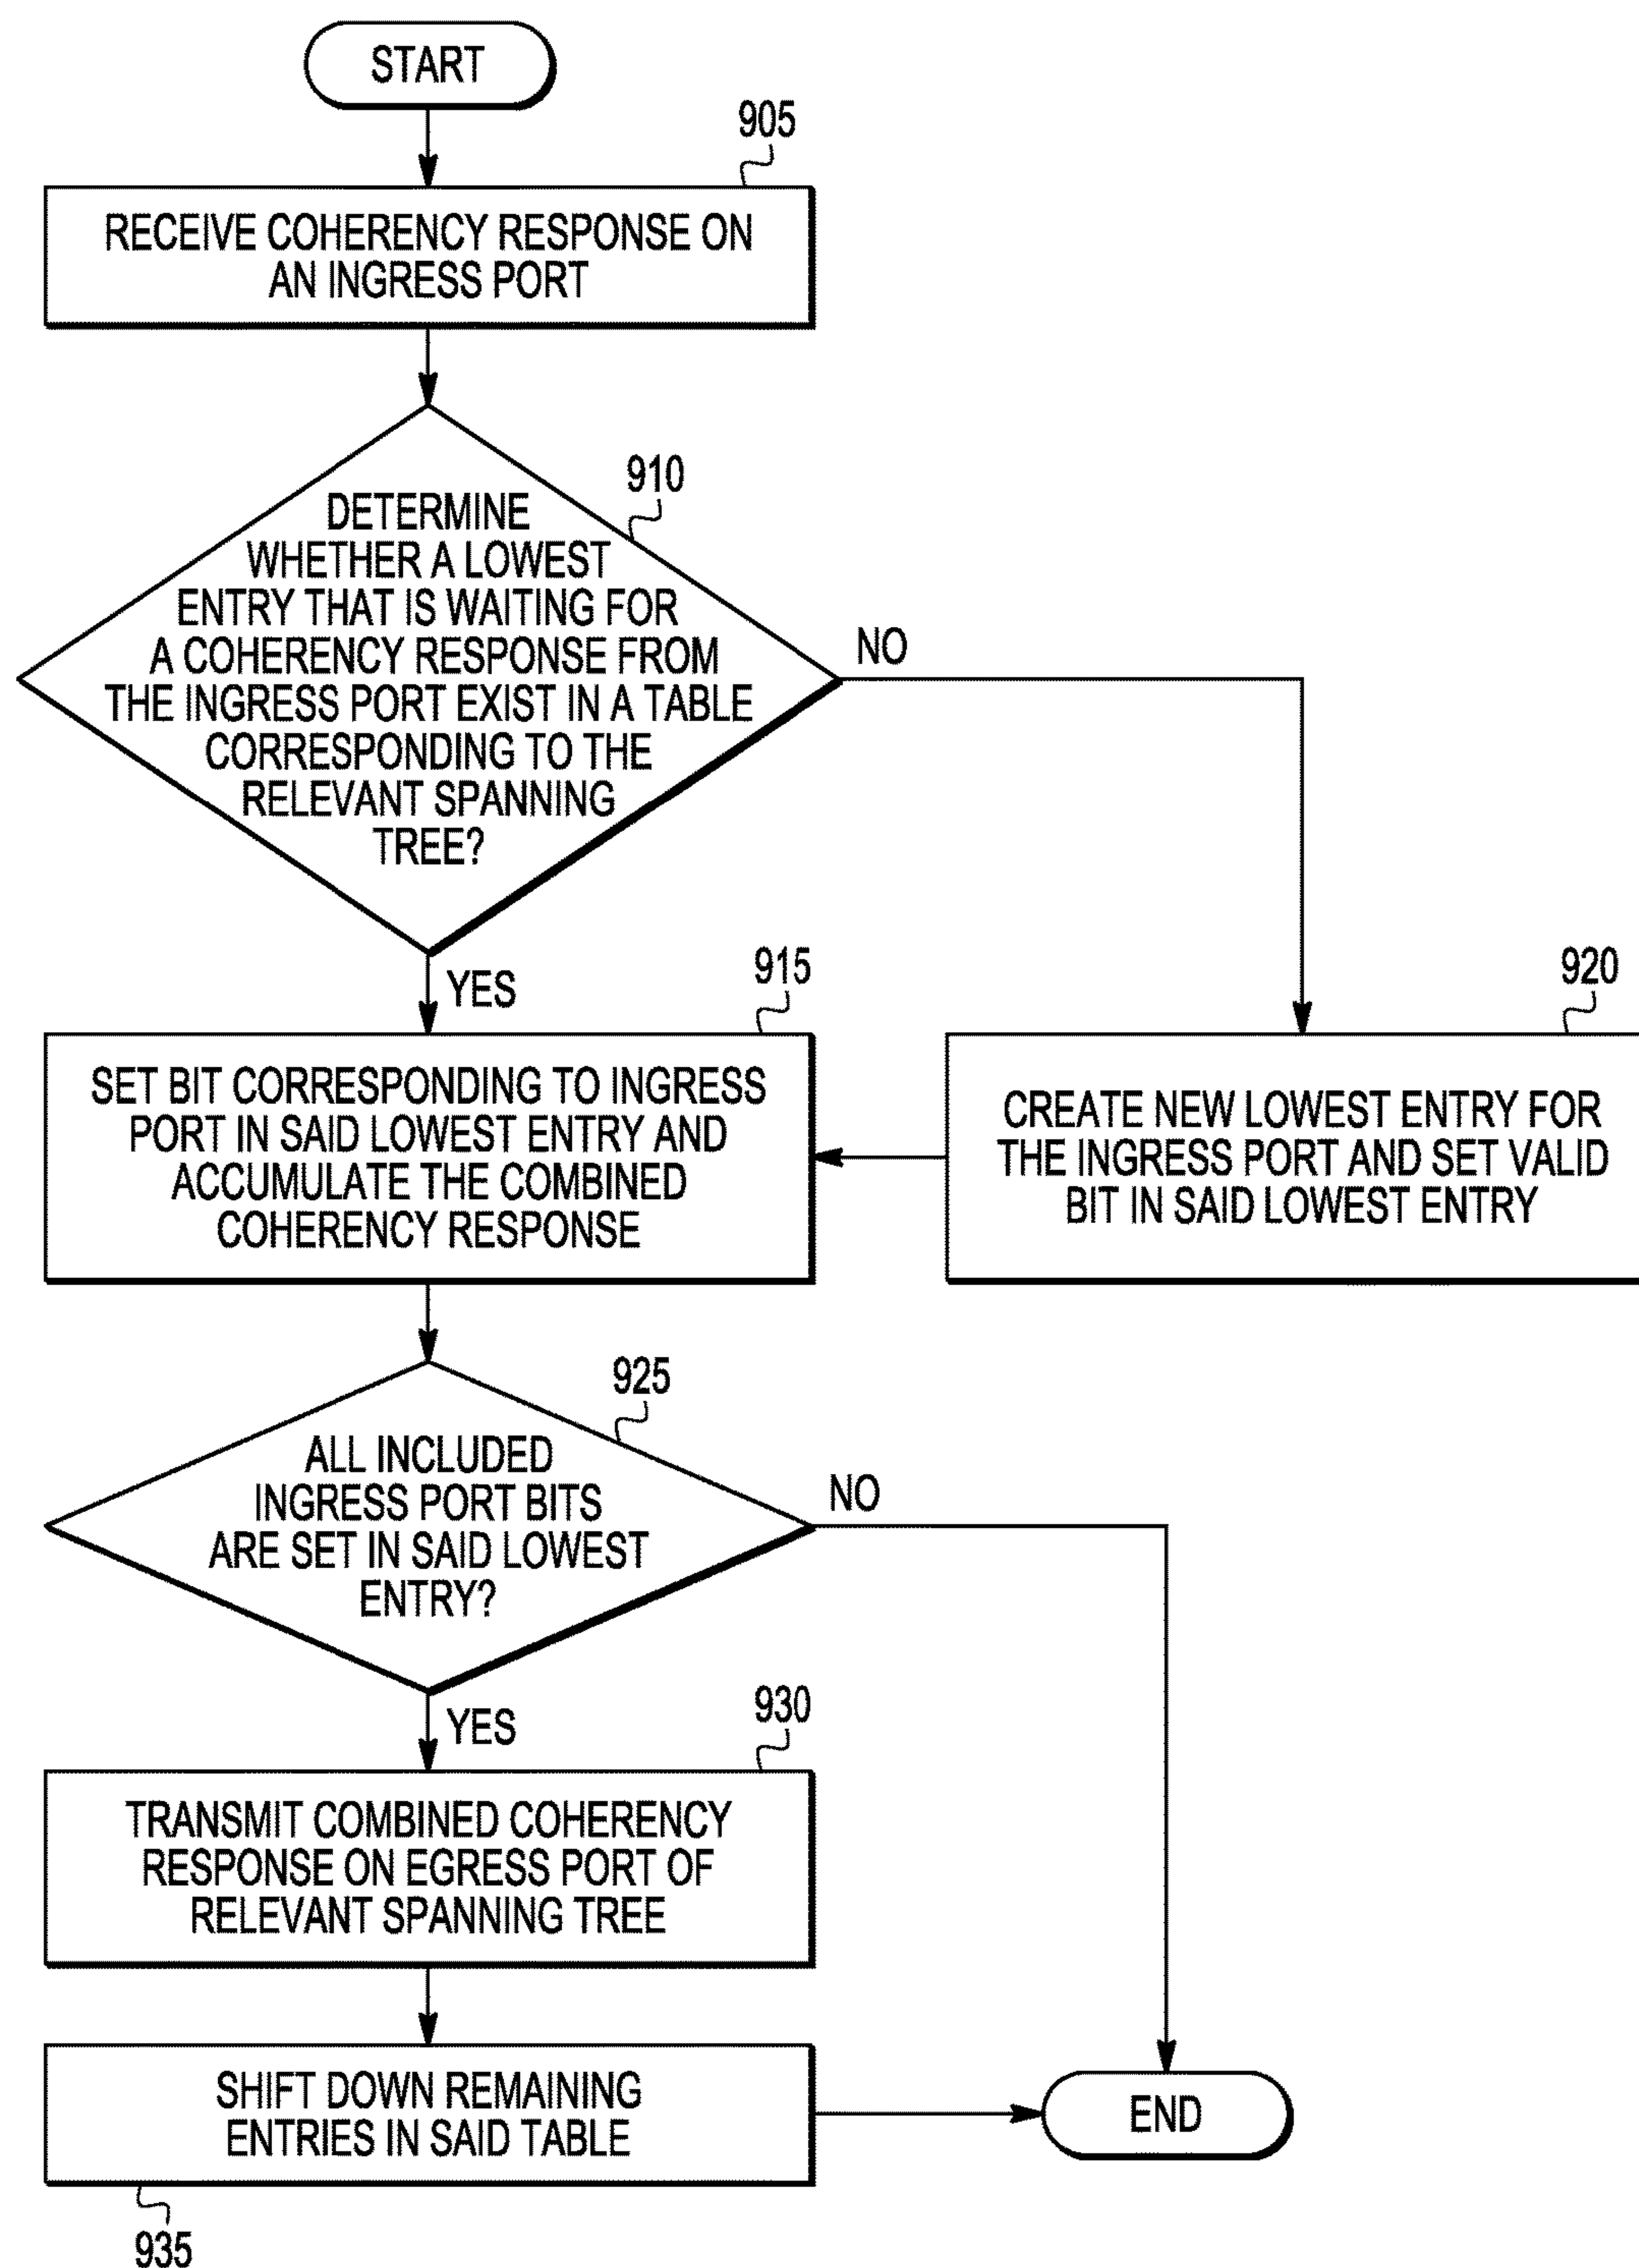 START
905
RECEIVE COHERENCY RESPONSE ON
AN INGRESS PORT
910
DETERMINE
WHETHER A LOWEST
ENTRY THAT IS WAITING FOR
A COHERENCY RESPONSE FROM
THE INGRESS PORT EXIST IN A TABLE
CORRESPONDING TO THE
RELEVANT SPANNING
TREE?
NO
YES
915
SET BIT CORRESPONDING TO INGRESS
PORT IN SAID LOWEST ENTRY AND
ACCUMULATE THE COMBINED
COHERENCY RESPONSE
920
CREATE NEW LOWEST ENTRY FOR
THE INGRESS PORT AND SET VALID
BIT IN SAID LOWEST ENTRY
925
ALL INCLUDED
INGRESS PORT BITS
ARE SET IN SAID LOWEST
ENTRY?
NO
YES
930
TRANSMIT COMBINED COHERENCY
RESPONSE ON EGRESS PORT OF
RELEVANT SPANNING TREE
SHIFT DOWN REMAINING
ENTRIES IN SAID TABLE
935
END